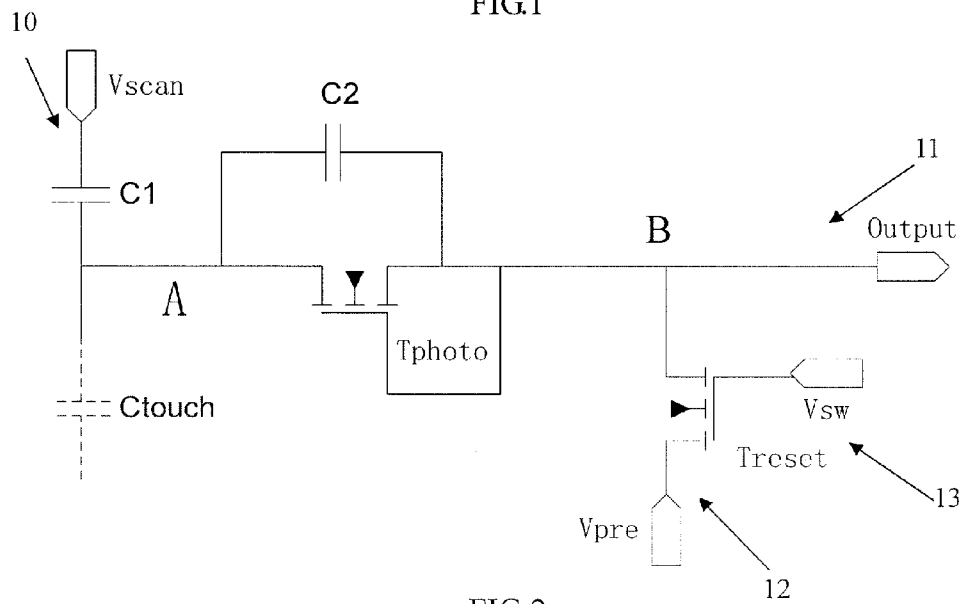 FIG.1
10
Vscan
C2
C1
11
B
Output
A
Tphoto
Ctouch
Vsw
Treset
13
Vpre
12
FIG.2